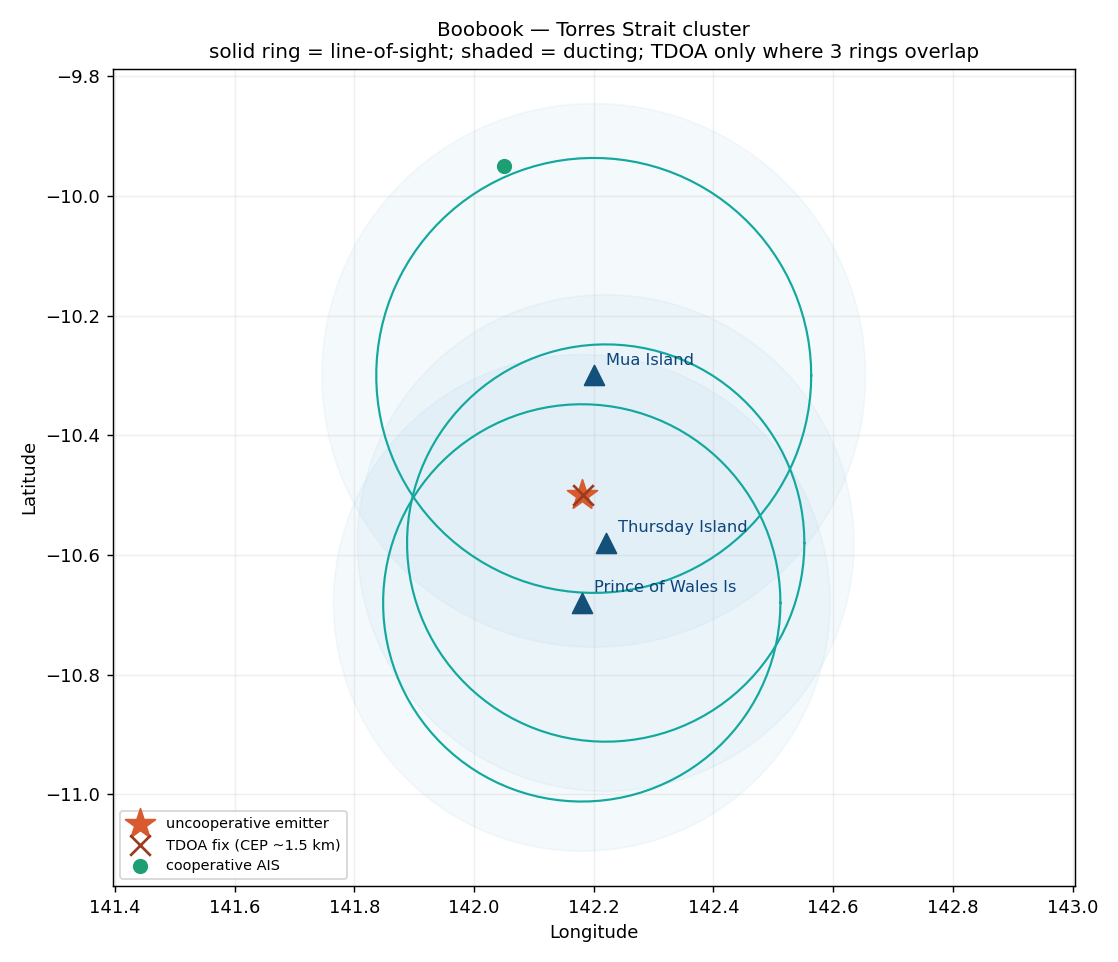 Boobook — Torres Strait cluster
solid ring = line-of-sight; shaded = ducting; TDOA only where 3 rings overlap
−9.8
−10.0
−10.2
−10.4
−10.6
−10.8
−11.0
Latitude
Mua Island
Thursday Island
Prince of Wales Is
uncooperative emitter
TDOA fix (CEP ~1.5 km)
cooperative AIS
141.4
141.6
141.8
142.0
142.2
142.4
142.6
142.8
143.0
Longitude